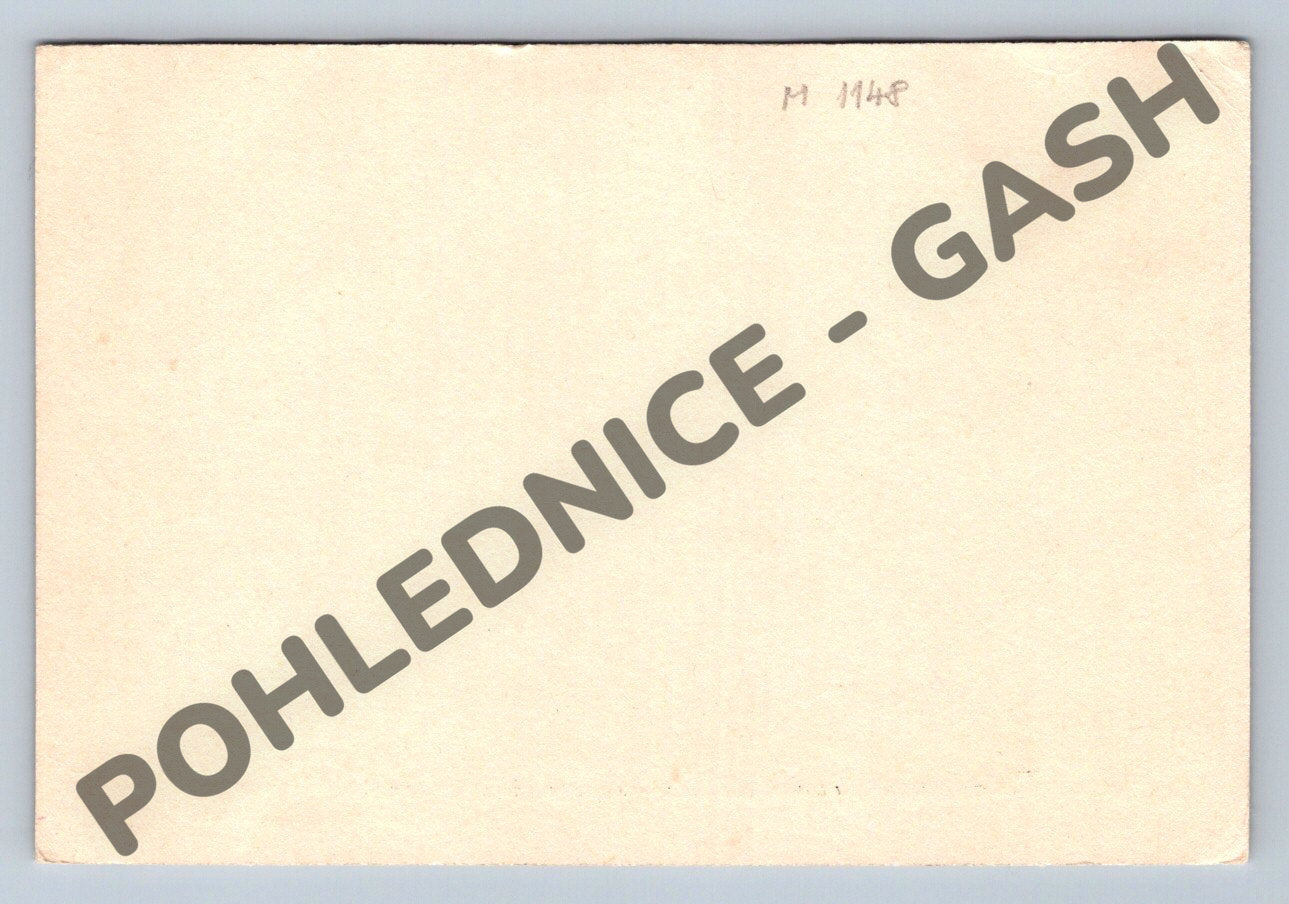 M 1148
POHLEDNICE - GASH